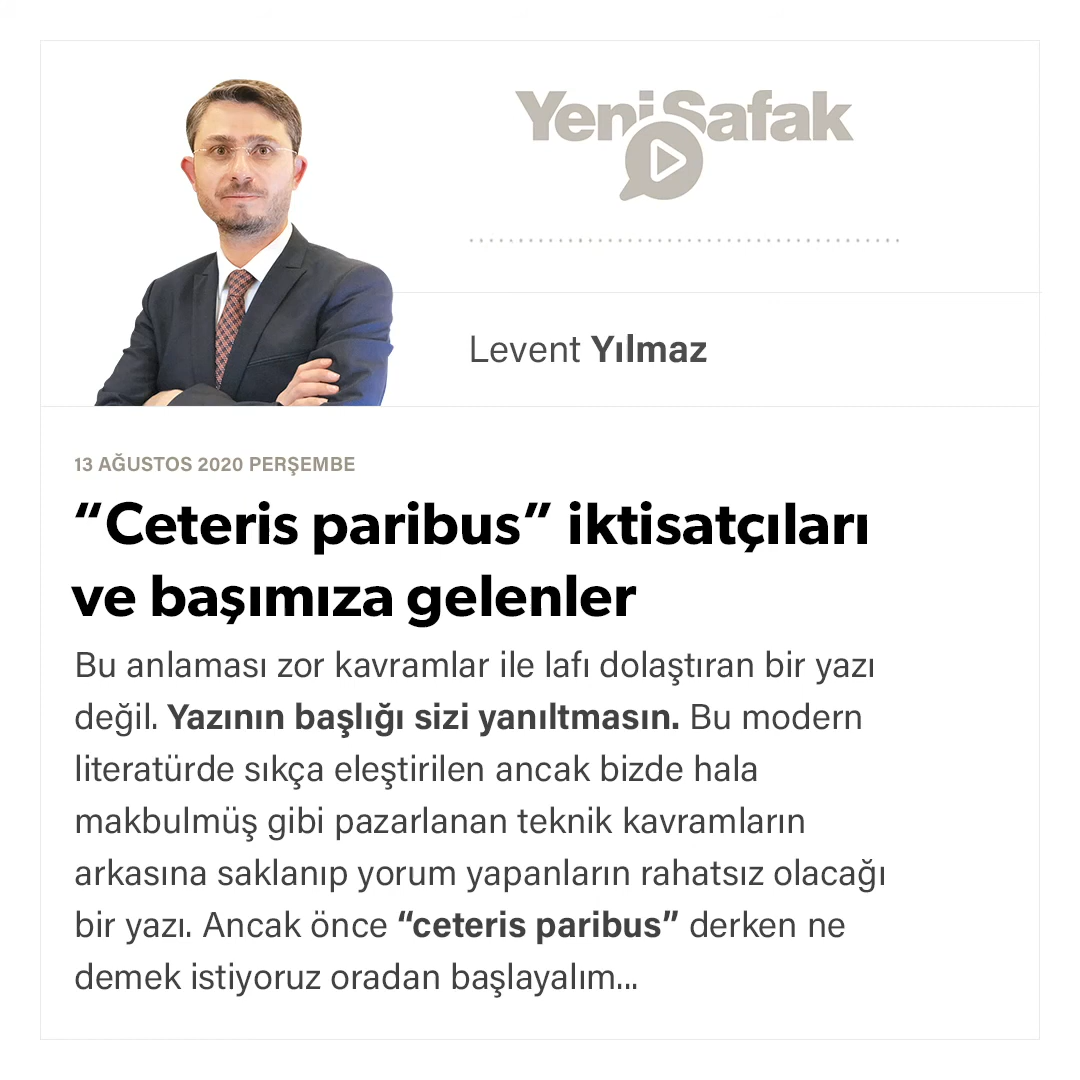 YeniŞafak
Levent Yılmaz
13 AĞUSTOS 2020 PERŞEMBE
“Ceteris paribus” iktisatçıları
ve başımıza gelenler
Bu anlaması zor kavramlar ile lafı dolaştıran bir yazı
değil. Yazının başlığı sizi yanıltmasın. Bu modern
literatürde sıkça eleştirilen ancak bizde hala
makbulmüş gibi pazarlanan teknik kavramların
arkasına saklanıp yorum yapanların rahatsız olacağı
bir yazı. Ancak önce “ceteris paribus” derken ne
demek istiyoruz oradan başlayalım...